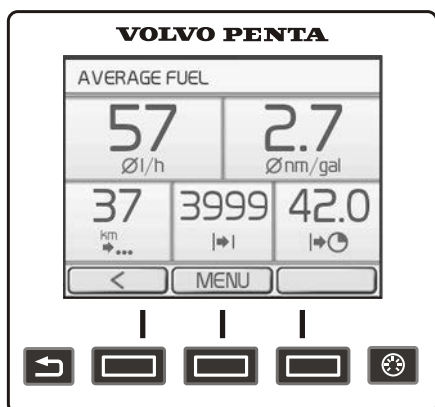 VOLVO PENTA
AVERAGE FUEL
57 2.7
Øl/h Ønm/gal
37 3999 42.0
km
< MENU